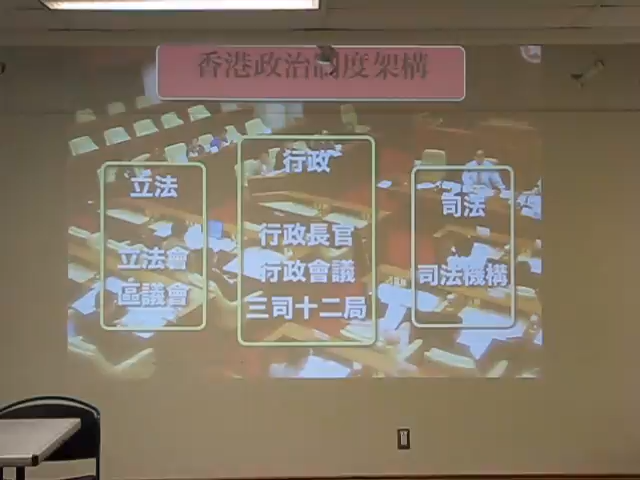 香港政治制度架構
立法
立法會
區議會
行政
行政長官
行政會議
三司十二局
司法
司法機構